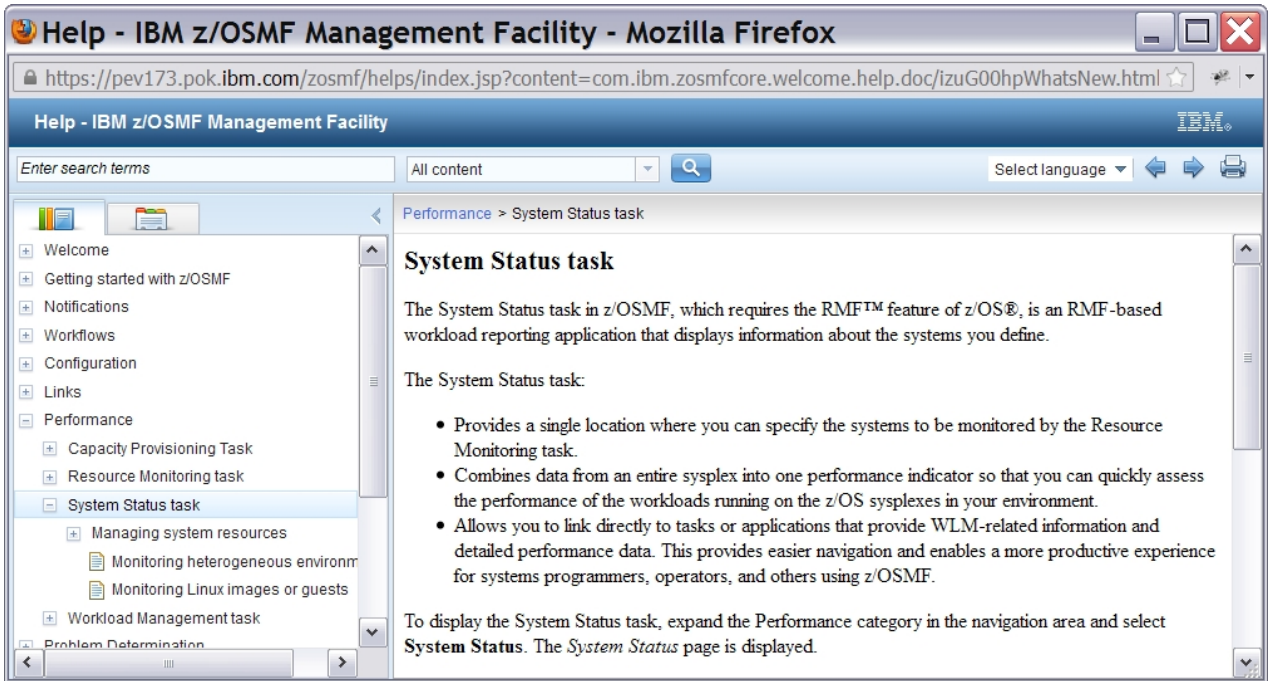 Help - IBM z/OSMF Management Facility - Mozilla Firefox
https://pev173.pok.ibm.com/zosmf/helps/index.jsp?content=com.ibm.zosmfcore.welcome.help.doc/izuG00hpWhatsNew.html
Help - IBM z/OSMF Management Facility
IBM®
Enter search terms
All content
Select language
Welcome
Getting started with z/OSMF
Notifications
Workflows
Configuration
Links
Performance
Capacity Provisioning Task
Resource Monitoring task
System Status task
Managing system resources
Monitoring heterogeneous environm
Monitoring Linux images or guests
Workload Management task
Problem Determination
Performance > System Status task
System Status task
The System Status task in z/OSMF, which requires the RMF™ feature of z/OS®, is an RMF-based
workload reporting application that displays information about the systems you define.
The System Status task:
• Provides a single location where you can specify the systems to be monitored by the Resource
Monitoring task.
• Combines data from an entire sysplex into one performance indicator so that you can quickly assess
the performance of the workloads running on the z/OS sysplexes in your environment.
• Allows you to link directly to tasks or applications that provide WLM-related information and
detailed performance data. This provides easier navigation and enables a more productive experience
for systems programmers, operators, and others using z/OSMF.
To display the System Status task, expand the Performance category in the navigation area and select
System Status. The System Status page is displayed.